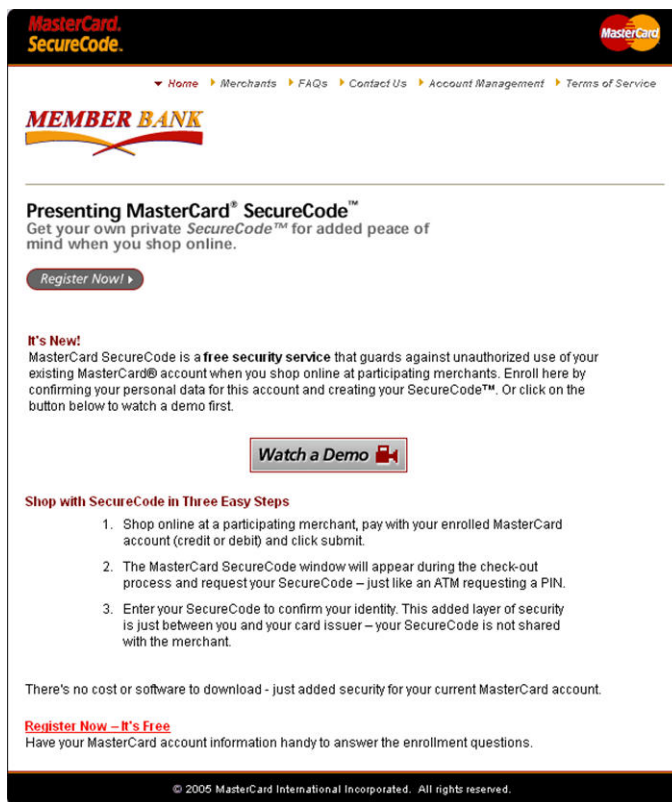 MasterCard.
SecureCode.
MasterCard
Home Merchants FAQs Contact Us Account Management Terms of Service
MEMBER BANK
Presenting MasterCard® SecureCode™
Get your own private SecureCode™ for added peace of
mind when you shop online.
Register Now!
It's New!
MasterCard SecureCode is a free security service that guards against unauthorized use of your
existing MasterCard® account when you shop online at participating merchants. Enroll here by
confirming your personal data for this account and creating your SecureCode™. Or click on the
button below to watch a demo first.
Watch a Demo
Shop with SecureCode in Three Easy Steps
1. Shop online at a participating merchant, pay with your enrolled MasterCard
account (credit or debit) and click submit.
2. The MasterCard SecureCode window will appear during the check-out
process and request your SecureCode – just like an ATM requesting a PIN.
3. Enter your SecureCode to confirm your identity. This added layer of security
is just between you and your card issuer – your SecureCode is not shared
with the merchant.
There's no cost or software to download - just added security for your current MasterCard account.
Register Now – It's Free
Have your MasterCard account information handy to answer the enrollment questions.
© 2005 MasterCard International Incorporated. All rights reserved.